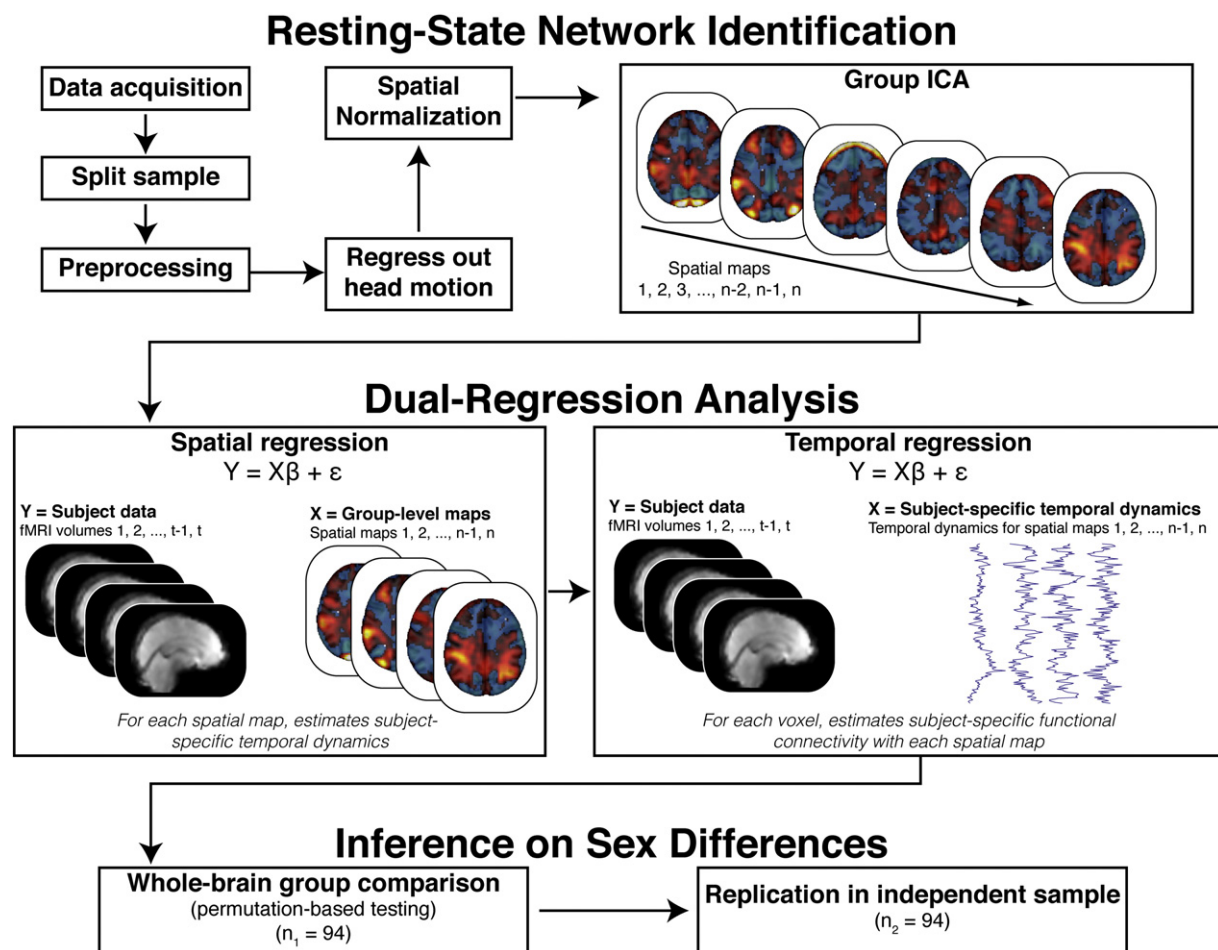 Resting-State Network Identification
Data acquisition
Split sample
Preprocessing
Regress out
head motion
Spatial
Normalization
Group ICA
Spatial maps
1, 2, 3, ..., n-2, n-1, n
Dual-Regression Analysis
Spatial regression
Y = Xβ + ε
Y = Subject data
fMRI volumes 1, 2, ..., t-1, t
X = Group-level maps
Spatial maps 1, 2, ..., n-1, n
For each spatial map, estimates subject-
specific temporal dynamics
Temporal regression
Y = Xβ + ε
Y = Subject data
fMRI volumes 1, 2, ..., t-1, t
X = Subject-specific temporal dynamics
Temporal dynamics for spatial maps 1, 2, ..., n-1, n
For each voxel, estimates subject-specific functional
connectivity with each spatial map
Inference on Sex Differences
Whole-brain group comparison
(permutation-based testing)
(n₁ = 94)
Replication in independent sample
(n₂ = 94)